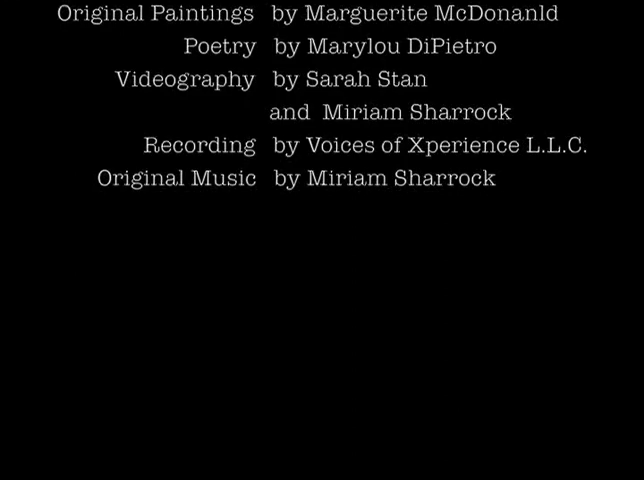 Original Paintings by Marguerite McDonanld
Poetry by Marylou DiPietro
Videography by Sarah Stan
and Miriam Sharrock
Recording by Voices of Xperience L.L.C.
Original Music by Miriam Sharrock